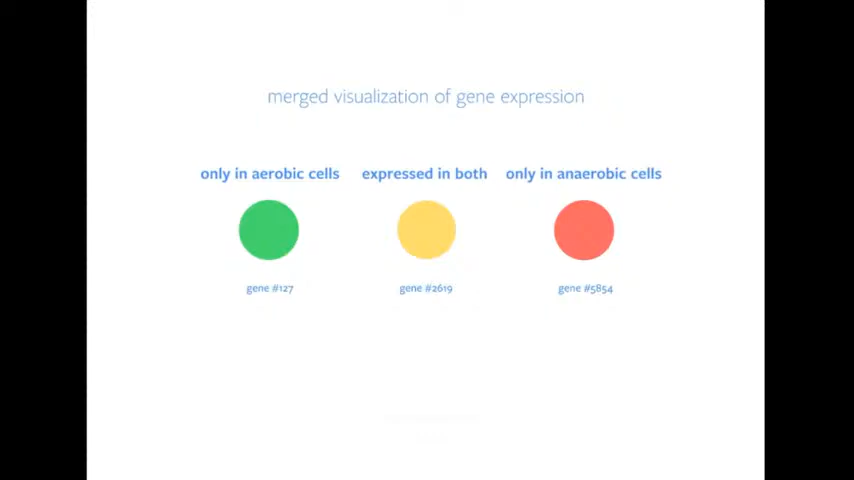 merged visualization of gene expression
only in aerobic cells expressed in both only in anaerobic cells
gene #127 gene #2619 gene #5854